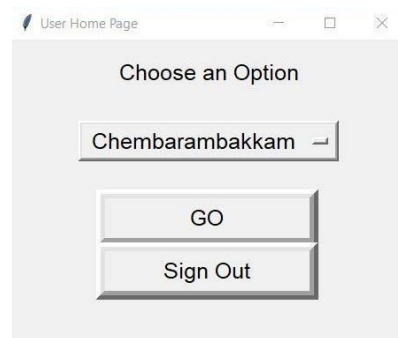 User Home Page
Choose an Option
Chembarambakkam
GO
Sign Out